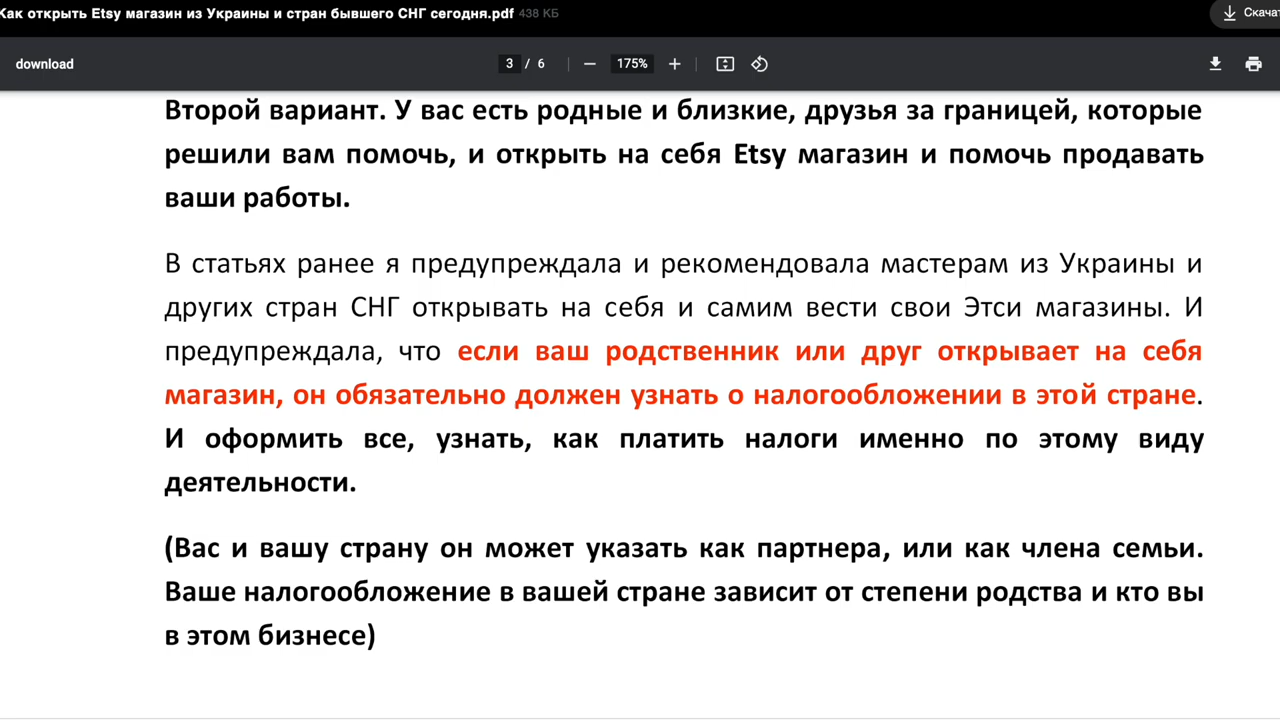 Как открыть Etsy магазин из Украины и стран бывшего СНГ сегодня.pdf 438 КБ
Скачат
download
3 / 6
175%
Второй вариант. У вас есть родные и близкие, друзья за границей, которые
решили вам помочь, и открыть на себя Etsy магазин и помочь продавать
ваши работы.
В статьях ранее я предупреждала и рекомендовала мастерам из Украины и
других стран СНГ открывать на себя и самим вести свои Этси магазины. И
предупреждала, что если ваш родственник или друг открывает на себя
магазин, он обязательно должен узнать о налогообложении в этой стране.
И оформить все, узнать, как платить налоги именно по этому виду
деятельности.
(Вас и вашу страну он может указать как партнера, или как члена семьи.
Ваше налогообложение в вашей стране зависит от степени родства и кто вы
в этом бизнесе)